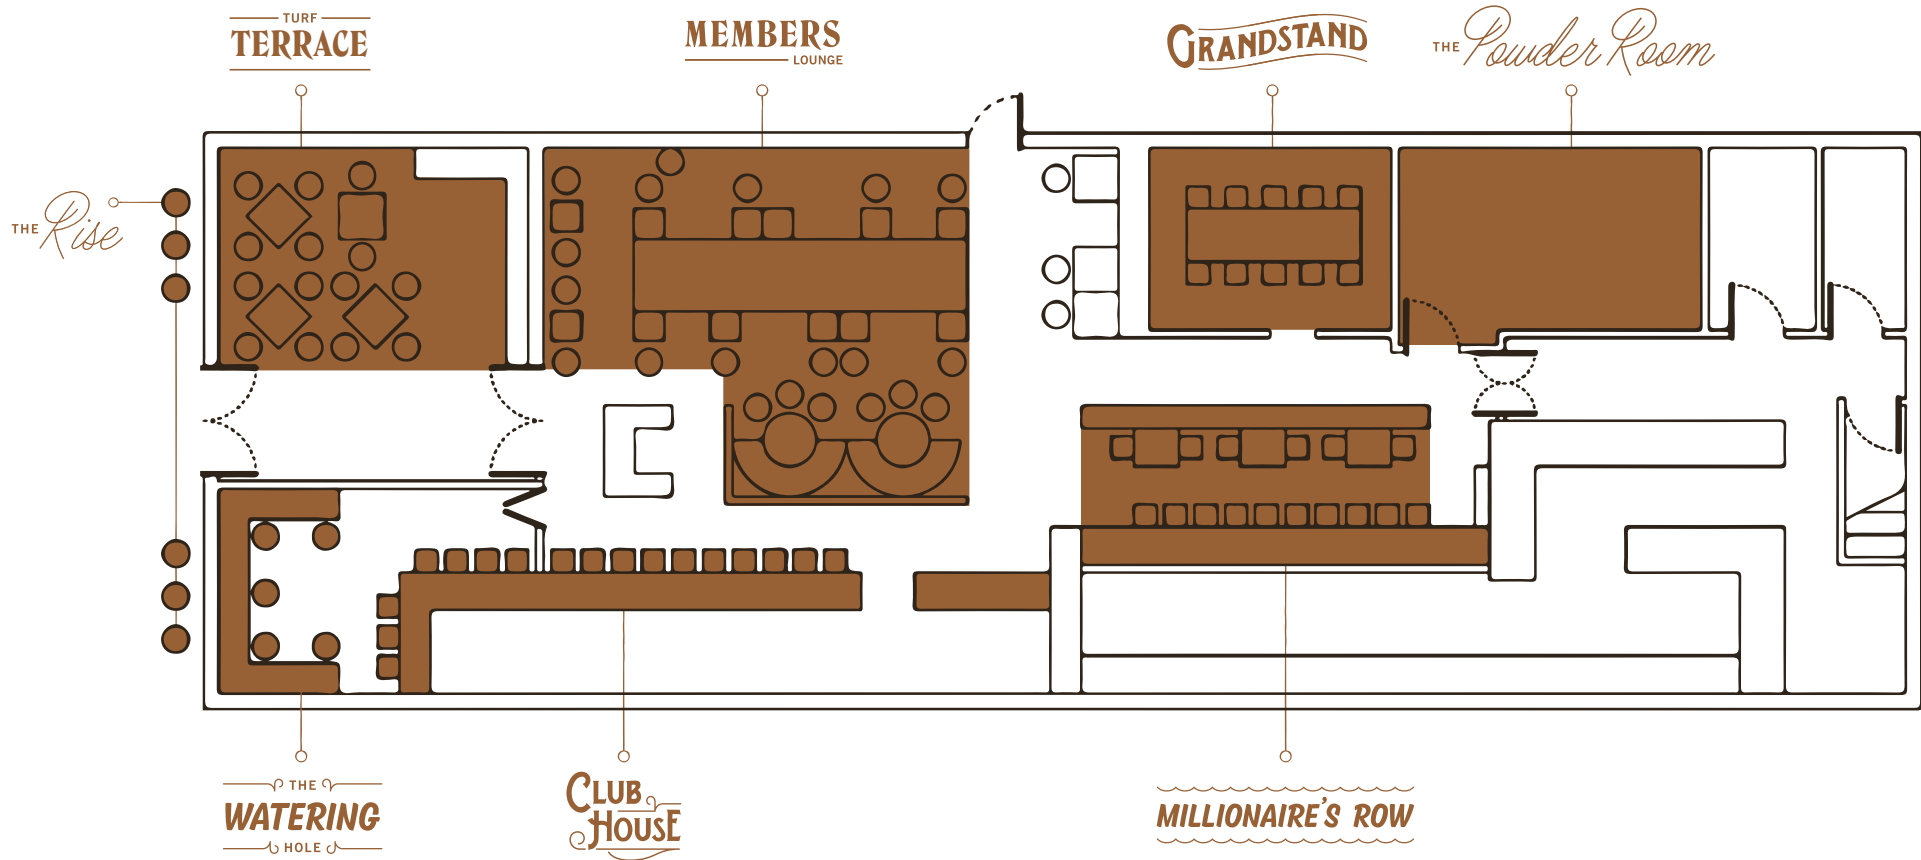 TURF
TERRACE
MEMBERS
LOUNGE
GRANDSTAND
THE Powder Room
THE Rise
THE
WATERING
HOLE
CLUB
HOUSE
MILLIONAIRE'S ROW